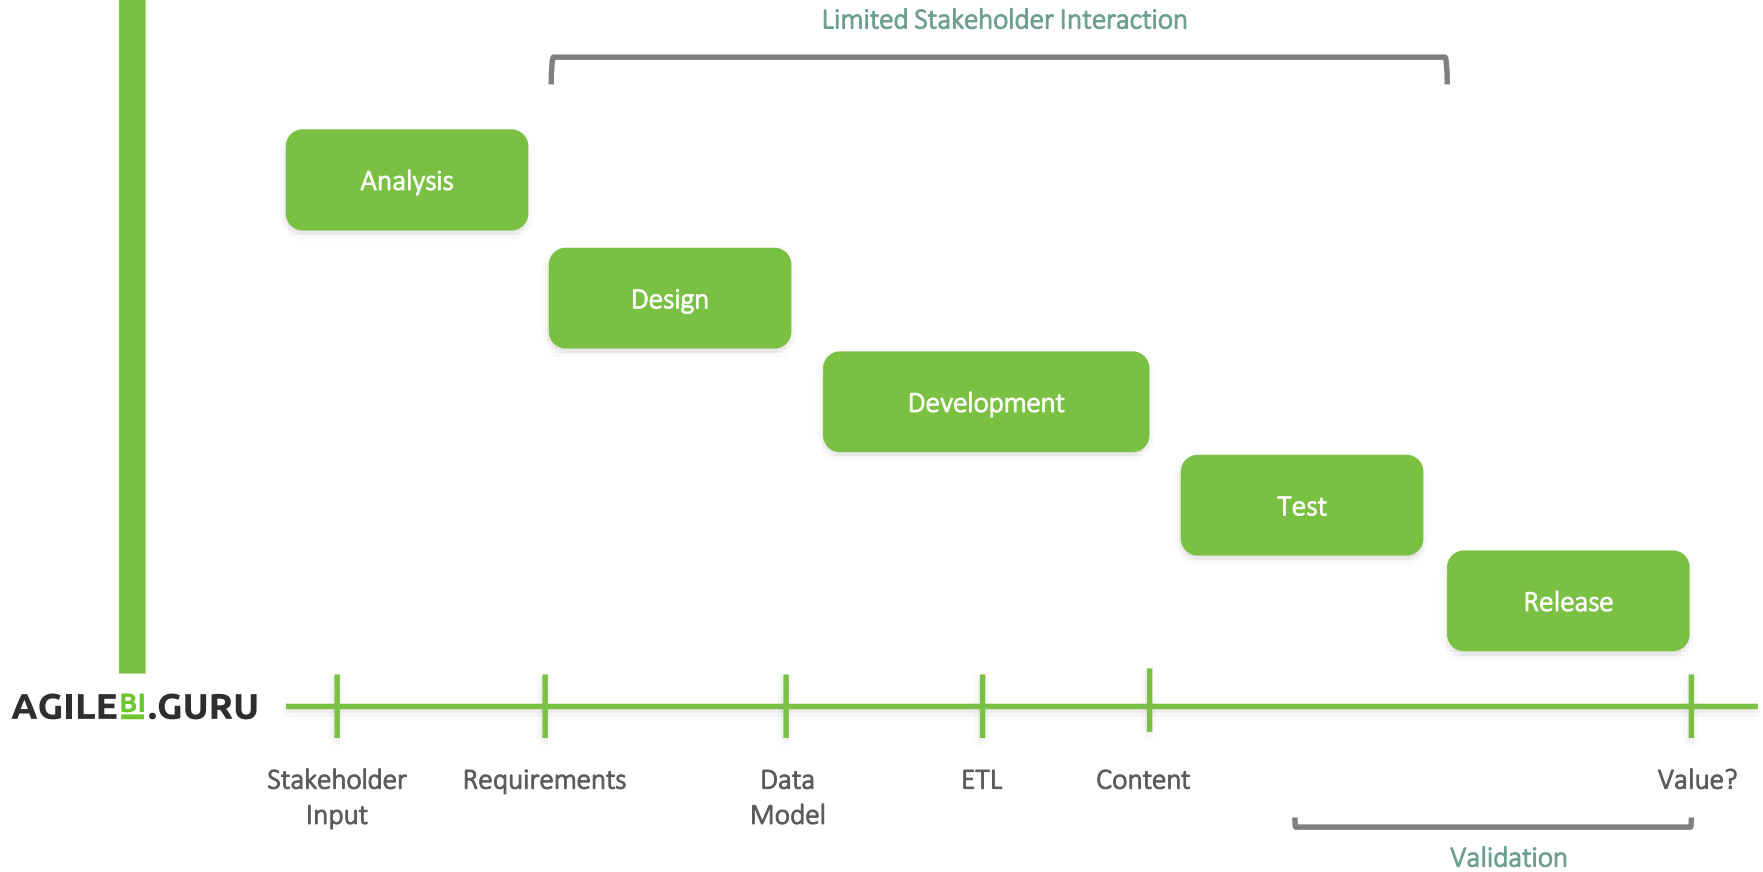 Limited Stakeholder Interaction
Analysis
Design
Development
Test
Release
AGILEBI.GURU
Stakeholder
Input
Requirements
Data
Model
ETL
Content
Value?
Validation